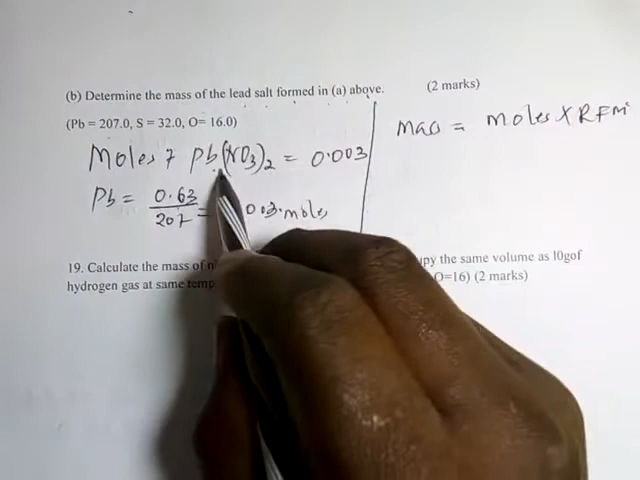 (b) Determine the mass of the lead salt formed in (a) above. (2 marks)
(Pb = 207.0, S = 32.0, O= 16.0)
Moles of Pb(NO3)2 = 0.003
Pb = 0.63
207 = 003 moles
Mass = moles X RFM
19. Calculate the mass of py the same volume as 10gof
hydrogen gas at same temp O=16) (2 marks)